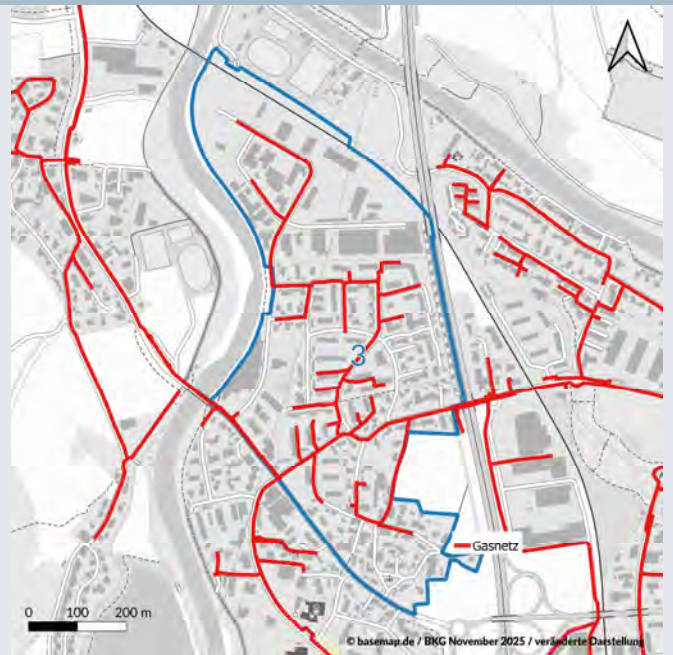 3
Gasnetz
0 100 200 m
© basemap.de / BKG November 2025 / veränderte Darstellung